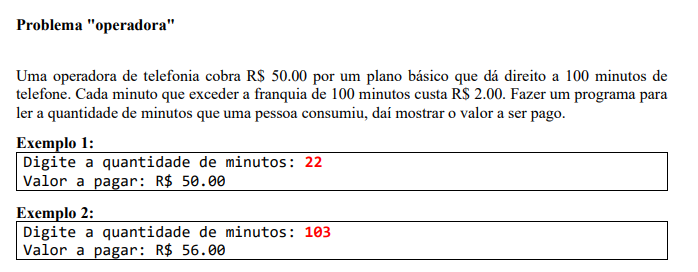 Problema "operadora"
Uma operadora de telefonia cobra R$ 50.00 por um plano básico que dá direito a 100 minutos de
telefone. Cada minuto que exceder a franquia de 100 minutos custa R$ 2.00. Fazer um programa para
ler a quantidade de minutos que uma pessoa consumiu, daí mostrar o valor a ser pago.
Exemplo 1:
Digite a quantidade de minutos: 22
Valor a pagar: R$ 50.00
Exemplo 2:
Digite a quantidade de minutos: 103
Valor a pagar: R$ 56.00